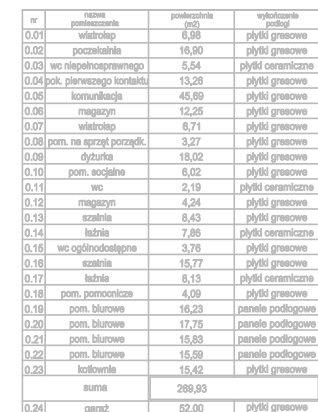 nr nazwa pomieszczenia powierzchnia (m2) wykończenie podłogi
0.01 wiatrołap 6,98 płytki gresowe
0.02 poczekalnia 16,90 płytki gresowe
0.03 wc niepełnosprawnego 5,54 płytki ceramiczne
0.04 pok. pierwszego kontaktu 13,26 płytki gresowe
0.05 komunikacja 45,69 płytki gresowe
0.06 magazyn 12,25 płytki gresowe
0.07 wiatrołap 6,71 płytki gresowe
0.08 pom. na sprzęt porządk. 3,27 płytki gresowe
0.09 dyżurka 18,02 płytki gresowe
0.10 pom. socjalne 6,02 płytki gresowe
0.11 wc 2,19 płytki ceramiczne
0.12 magazyn 4,24 płytki gresowe
0.13 szatnia 8,43 płytki gresowe
0.14 łaźnia 7,86 płytki ceramiczne
0.15 wc ogólnodostępne 3,76 płytki gresowe
0.16 szatnia 15,77 płytki gresowe
0.17 łaźnia 8,13 płytki ceramiczne
0.18 pom. pomocnicze 4,09 płytki gresowe
0.19 pom. biurowe 16,23 panele podłogowe
0.20 pom. biurowe 17,75 panele podłogowe
0.21 pom. biurowe 15,83 panele podłogowe
0.22 pom. biurowe 15,59 panele podłogowe
0.23 kotłownia 15,42 płytki gresowe
suma 269,93
0.24 garaż 52,00 płytki gresowe